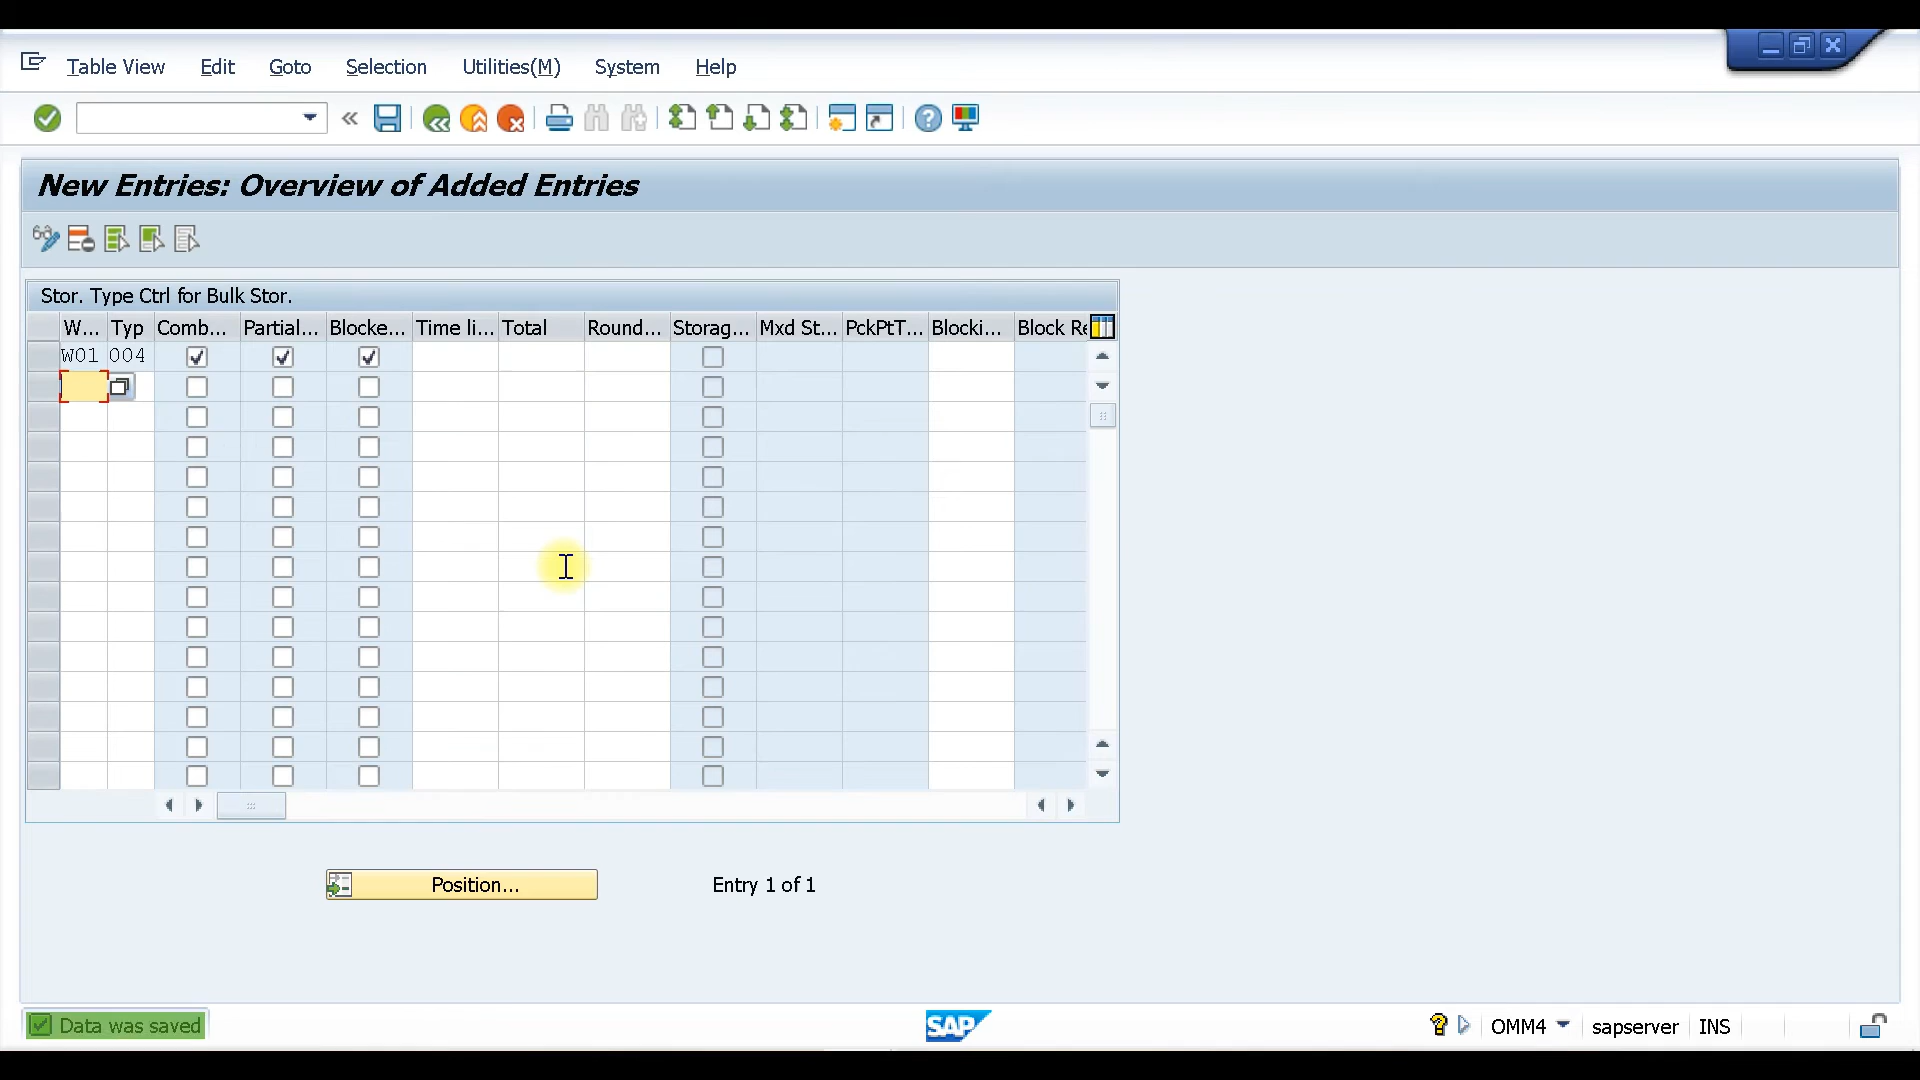 Table View Edit Goto Selection Utilities(M) System Help
New Entries: Overview of Added Entries
Stor. Type Ctrl for Bulk Stor.
W... Typ Comb... Partial... Blocke... Time li... Total Round... Storag... Mxd St... PckPtT... Blocki... Block Re
W01 004
Position... Entry 1 of 1
Data was saved SAP OMM4 sapserver INS